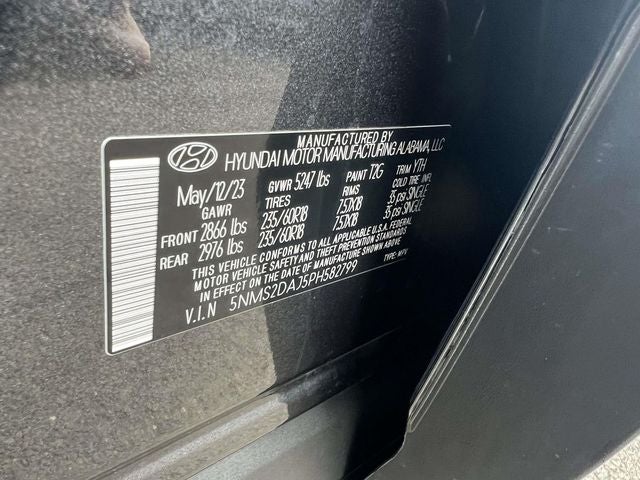 MANUFACTURED BY
HYUNDAI MOTOR MANUFACTURING ALABAMA, LLC
May/12/23 GVWR 5247 lbs PAINT T2G TRIM YTH
GAWR TIRES RIMS COLD TIRE INFL
FRONT 2866 lbs 235/60R18 7.5JX18 35 psi SINGLE
REAR 2976 lbs 235/60R18 7.5JX18 35 psi SINGLE
THIS VEHICLE CONFORMS TO ALL APPLICABLE U.S.A. FEDERAL
MOTOR VEHICLE SAFETY AND THEFT PREVENTION STANDARDS
IN EFFECT ON THE DATE OF MANUFACTURE SHOWN ABOVE.
V.I.N 5NMS2DAJ5PH582799 TYPE: MPV